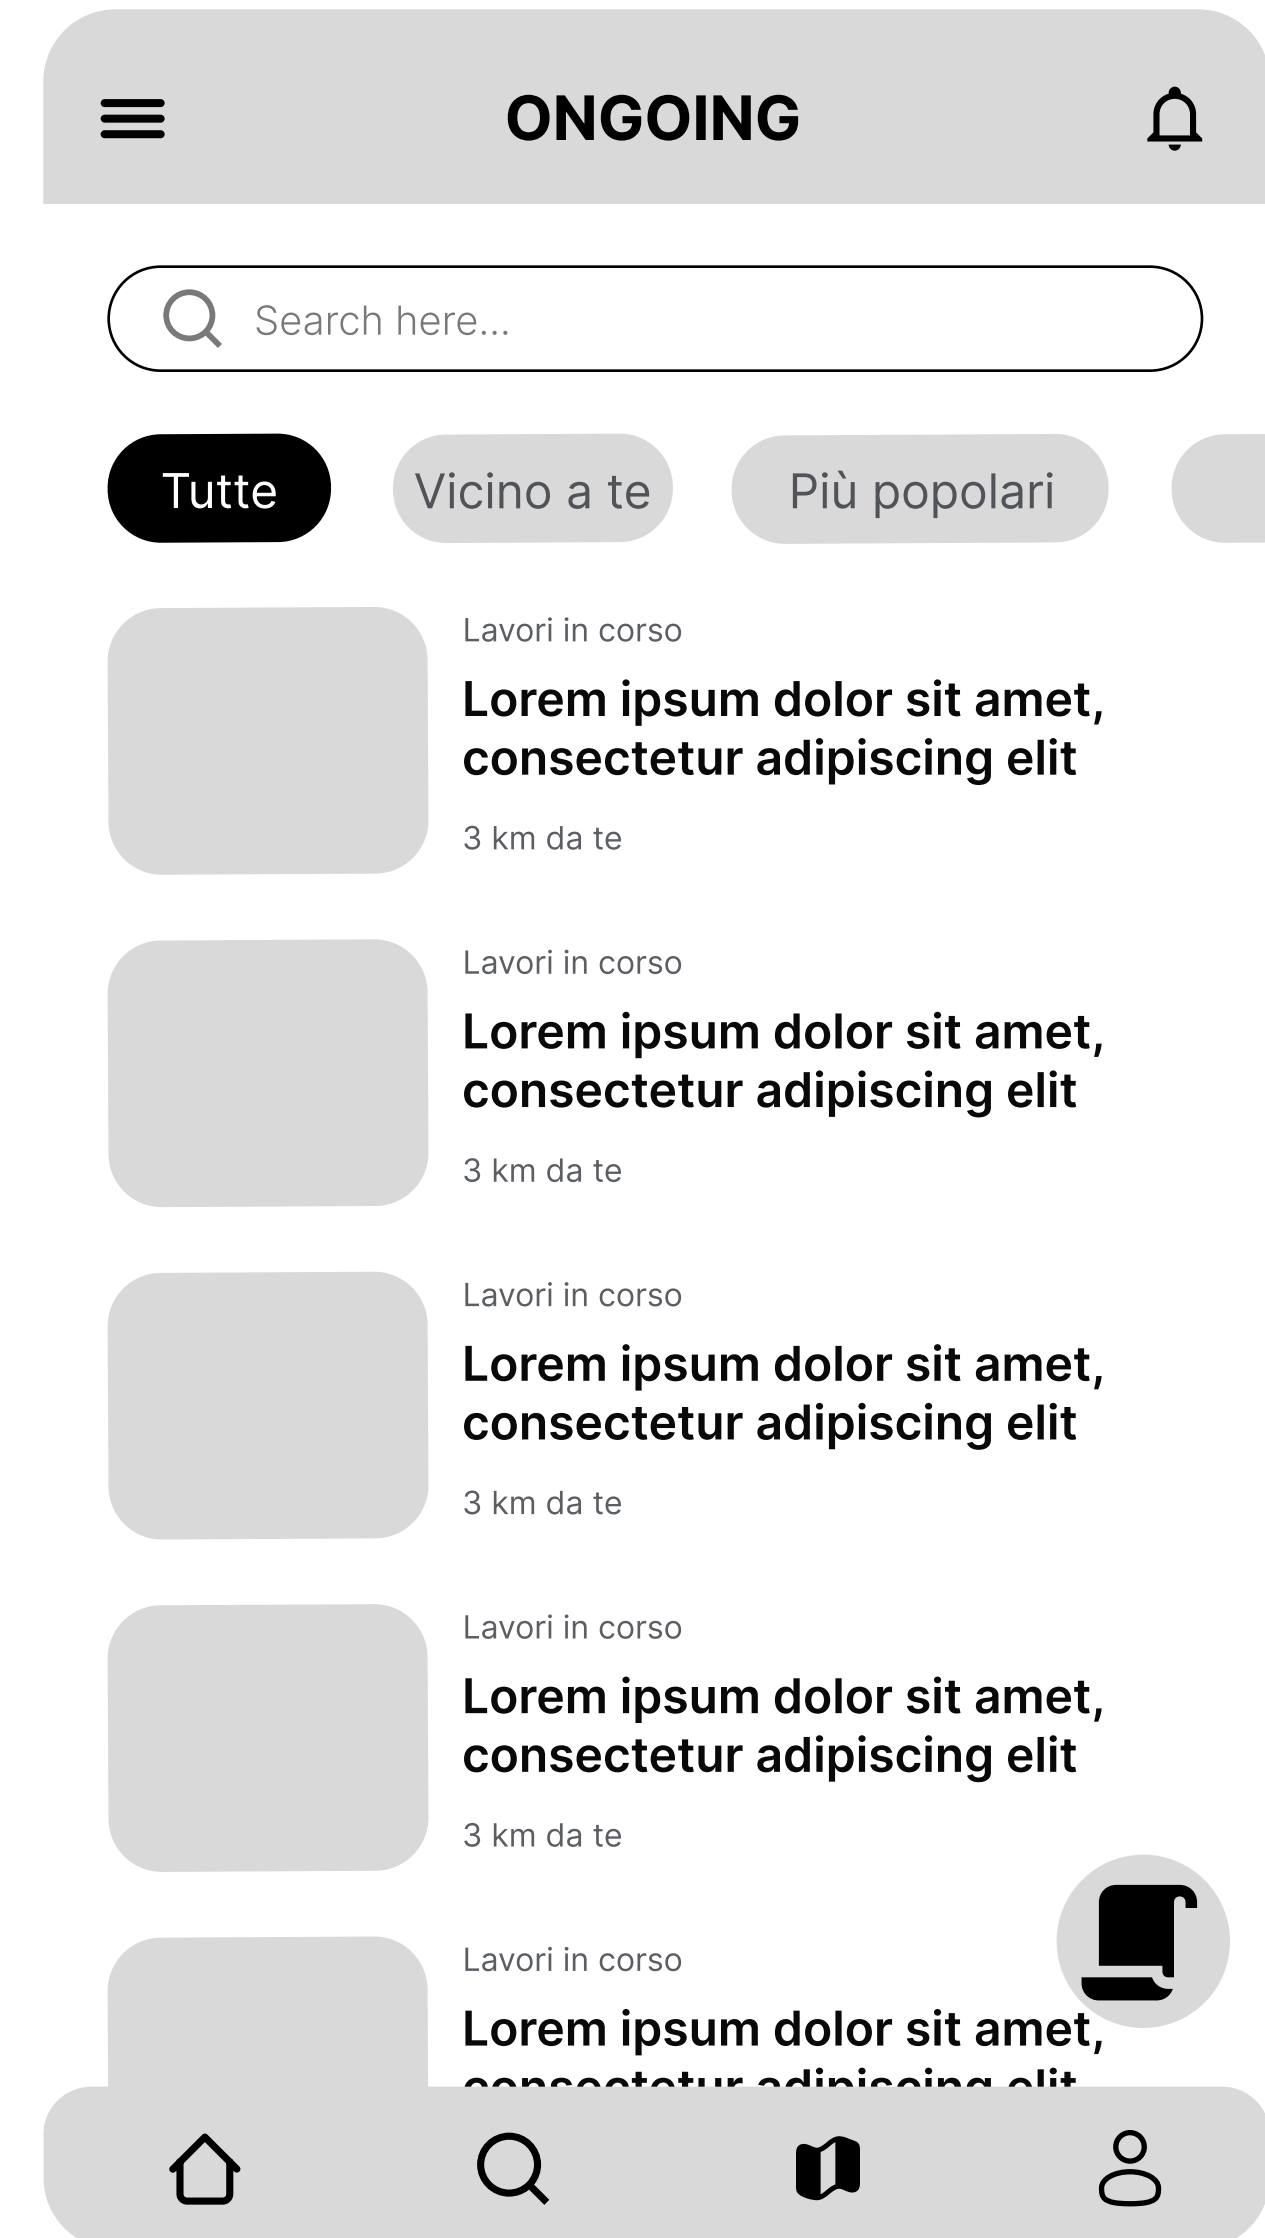 ONGOING
Search here...
Tutte
Vicino a te
Più popolari
Lavori in corso
Lorem ipsum dolor sit amet,
consectetur adipiscing elit
3 km da te
Lavori in corso
Lorem ipsum dolor sit amet,
consectetur adipiscing elit
3 km da te
Lavori in corso
Lorem ipsum dolor sit amet,
consectetur adipiscing elit
3 km da te
Lavori in corso
Lorem ipsum dolor sit amet,
consectetur adipiscing elit
3 km da te
Lavori in corso
Lorem ipsum dolor sit amet,
consectetur adipiscing elit